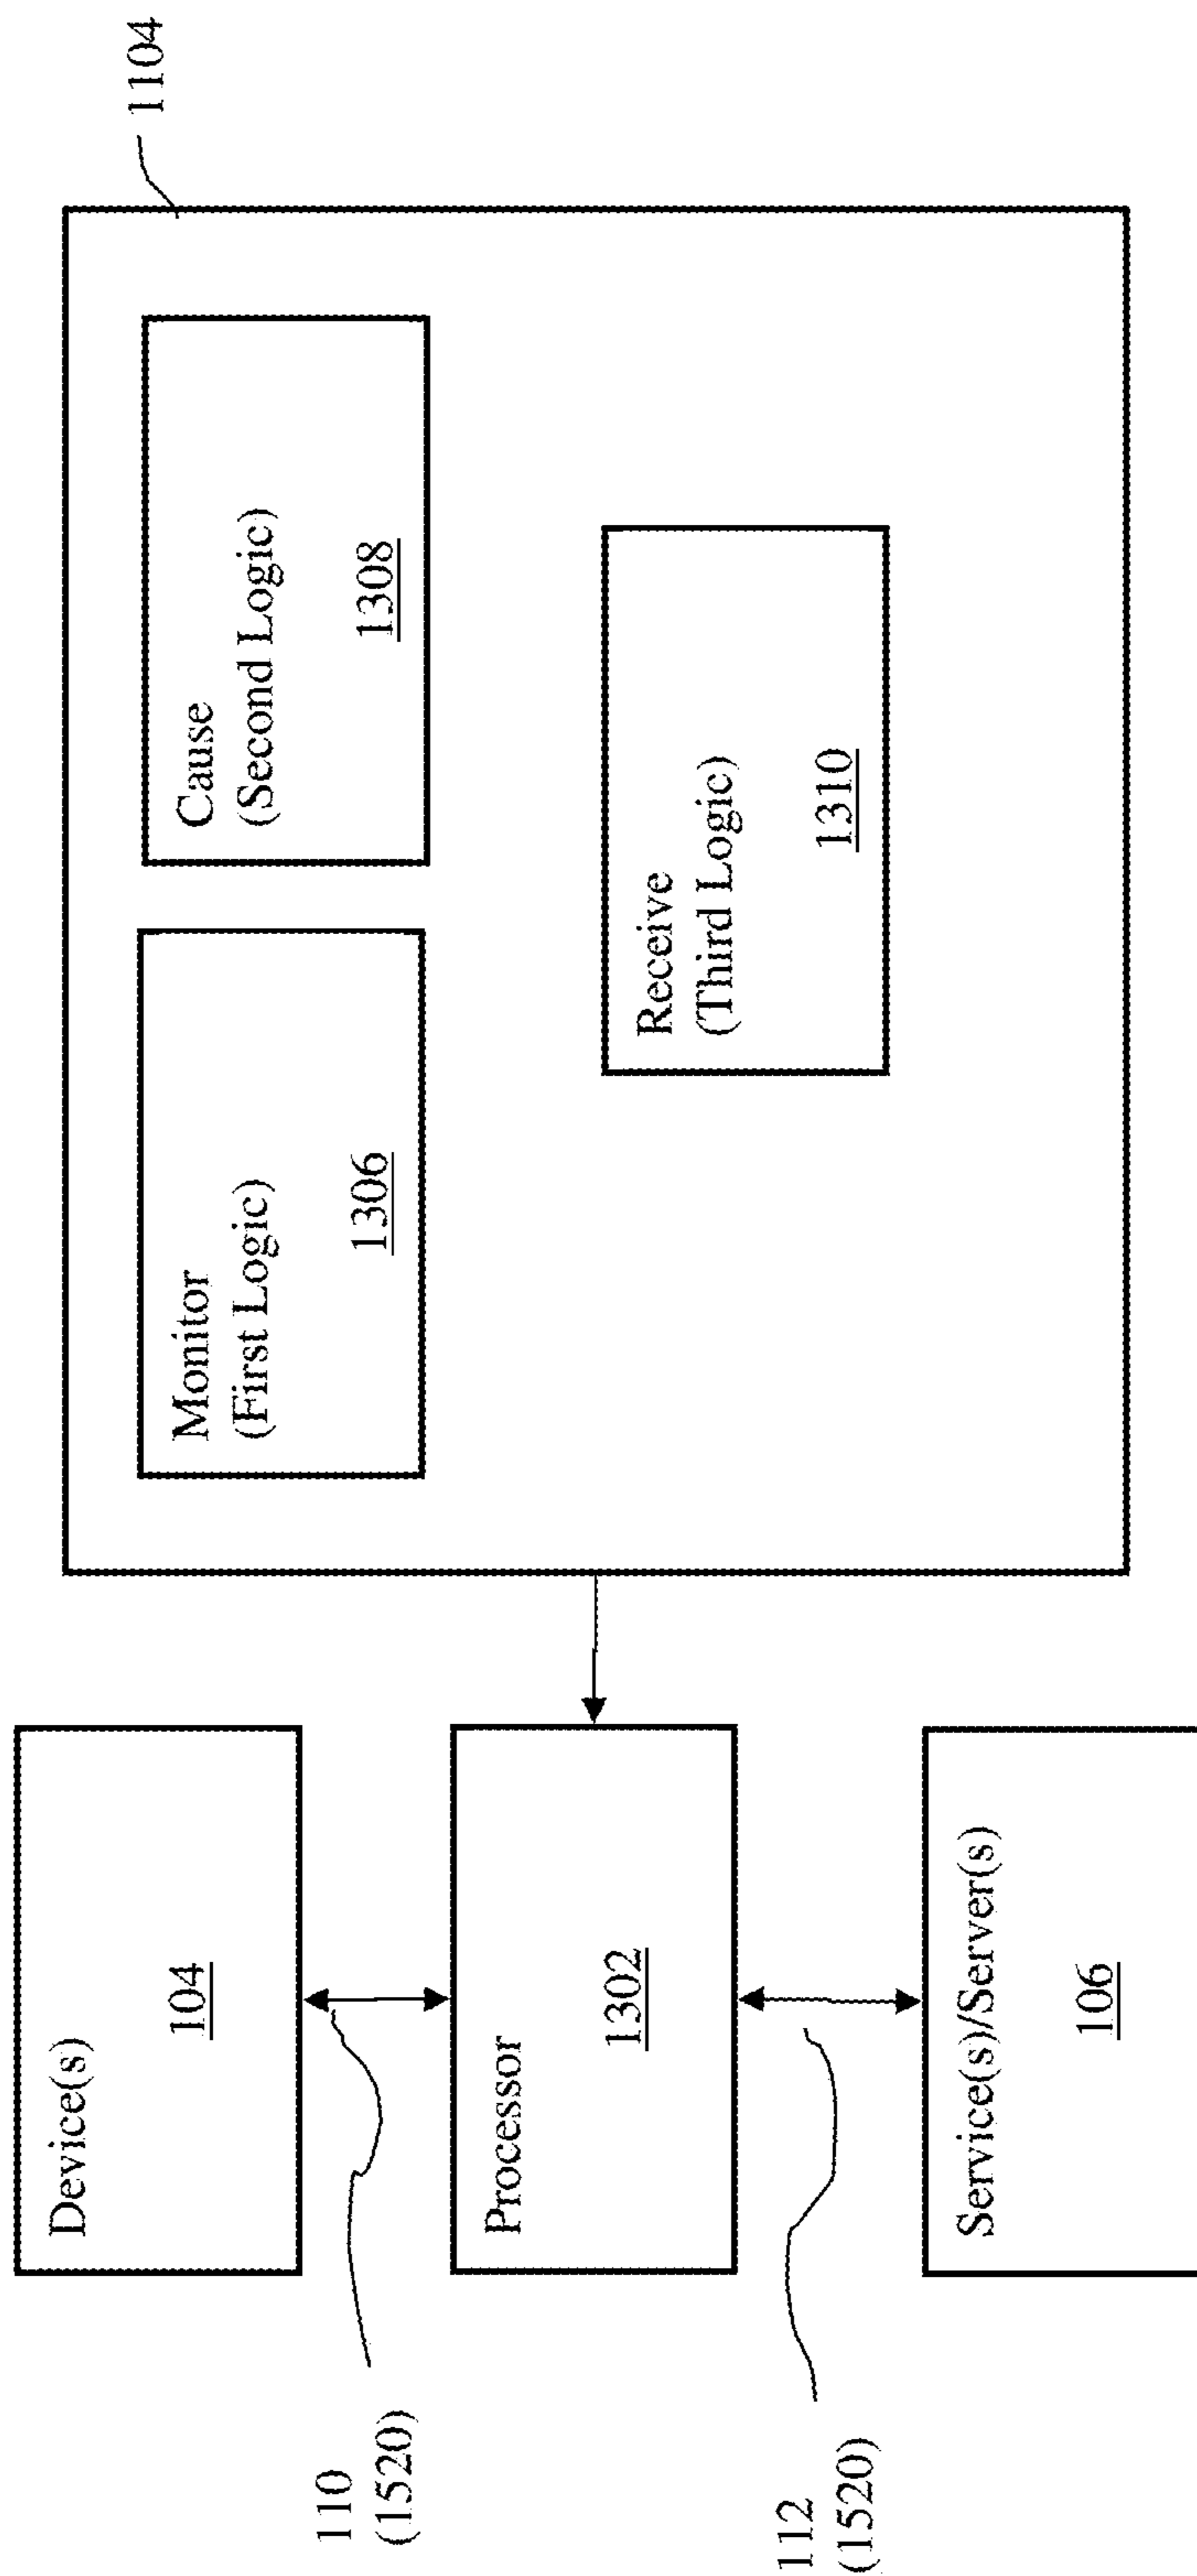 Device(s)
104
110
(1520)
Processor
1302
112
(1520)
Service(s)/Server(s)
106
Monitor
(First Logic)
1306
Cause
(Second Logic)
1308
Receive
(Third Logic)
1310
1104